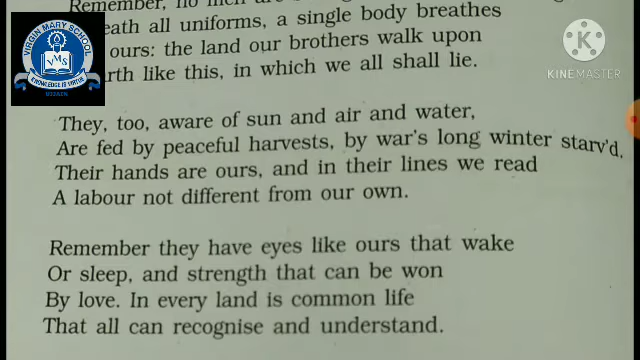 Remember, no men are
eath all uniforms, a single body breathes
ours: the land our brothers walk upon
rth like this, in which we all shall lie.
They, too, aware of sun and air and water,
Are fed by peaceful harvests, by war's long winter starv'd,
Their hands are ours, and in their lines we read
A labour not different from our own.
Remember they have eyes like ours that wake
Or sleep, and strength that can be won
By love. In every land is common life
That all can recognise and understand.
VIRGIN MARY SCHOOL
VMS
KNOWLEDGE IS VIRTUE
KINEMASTER